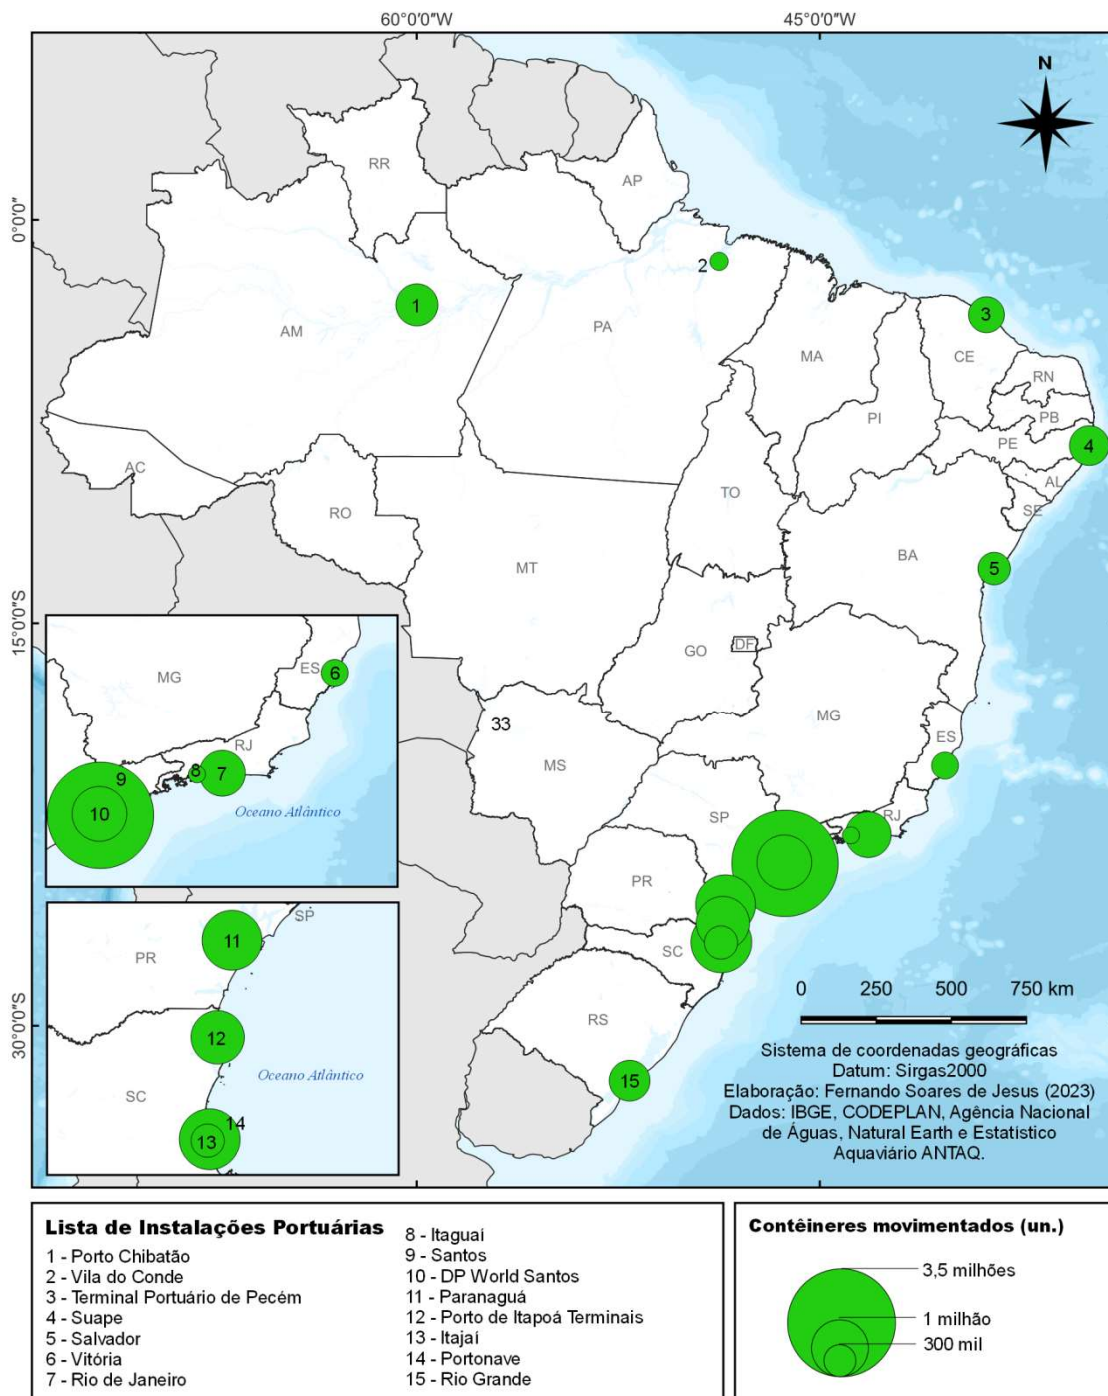 60°0'0"W
45°0'0"W
N
0°0'0"
15°0'0"S
30°0'0"S
RR
AP
AM
PA
1
2
3
MA
CE
RN
PB
PI
PE
4
AL
SE
AC
RO
TO
BA
5
MT
GO
DF
MG
ES
33
MS
SP
RJ
PR
SC
RS
15
MG
ES
6
RJ
8
7
9
10
Oceano Atlântico
SP
11
PR
12
Oceano Atlântico
SC
14
13
0 250 500 750 km
Sistema de coordenadas geográficas
Datum: Sirgas2000
Elaboração: Fernando Soares de Jesus (2023)
Dados: IBGE, CODEPLAN, Agência Nacional
de Águas, Natural Earth e Estatístico
Aquaviário ANTAQ.
Lista de Instalações Portuárias
1 - Porto Chibatão
2 - Vila do Conde
3 - Terminal Portuário de Pecém
4 - Suape
5 - Salvador
6 - Vitória
7 - Rio de Janeiro
8 - Itaguaí
9 - Santos
10 - DP World Santos
11 - Paranaguá
12 - Porto de Itapoá Terminais
13 - Itajaí
14 - Portonave
15 - Rio Grande
Contêineres movimentados (un.)
3,5 milhões
1 milhão
300 mil